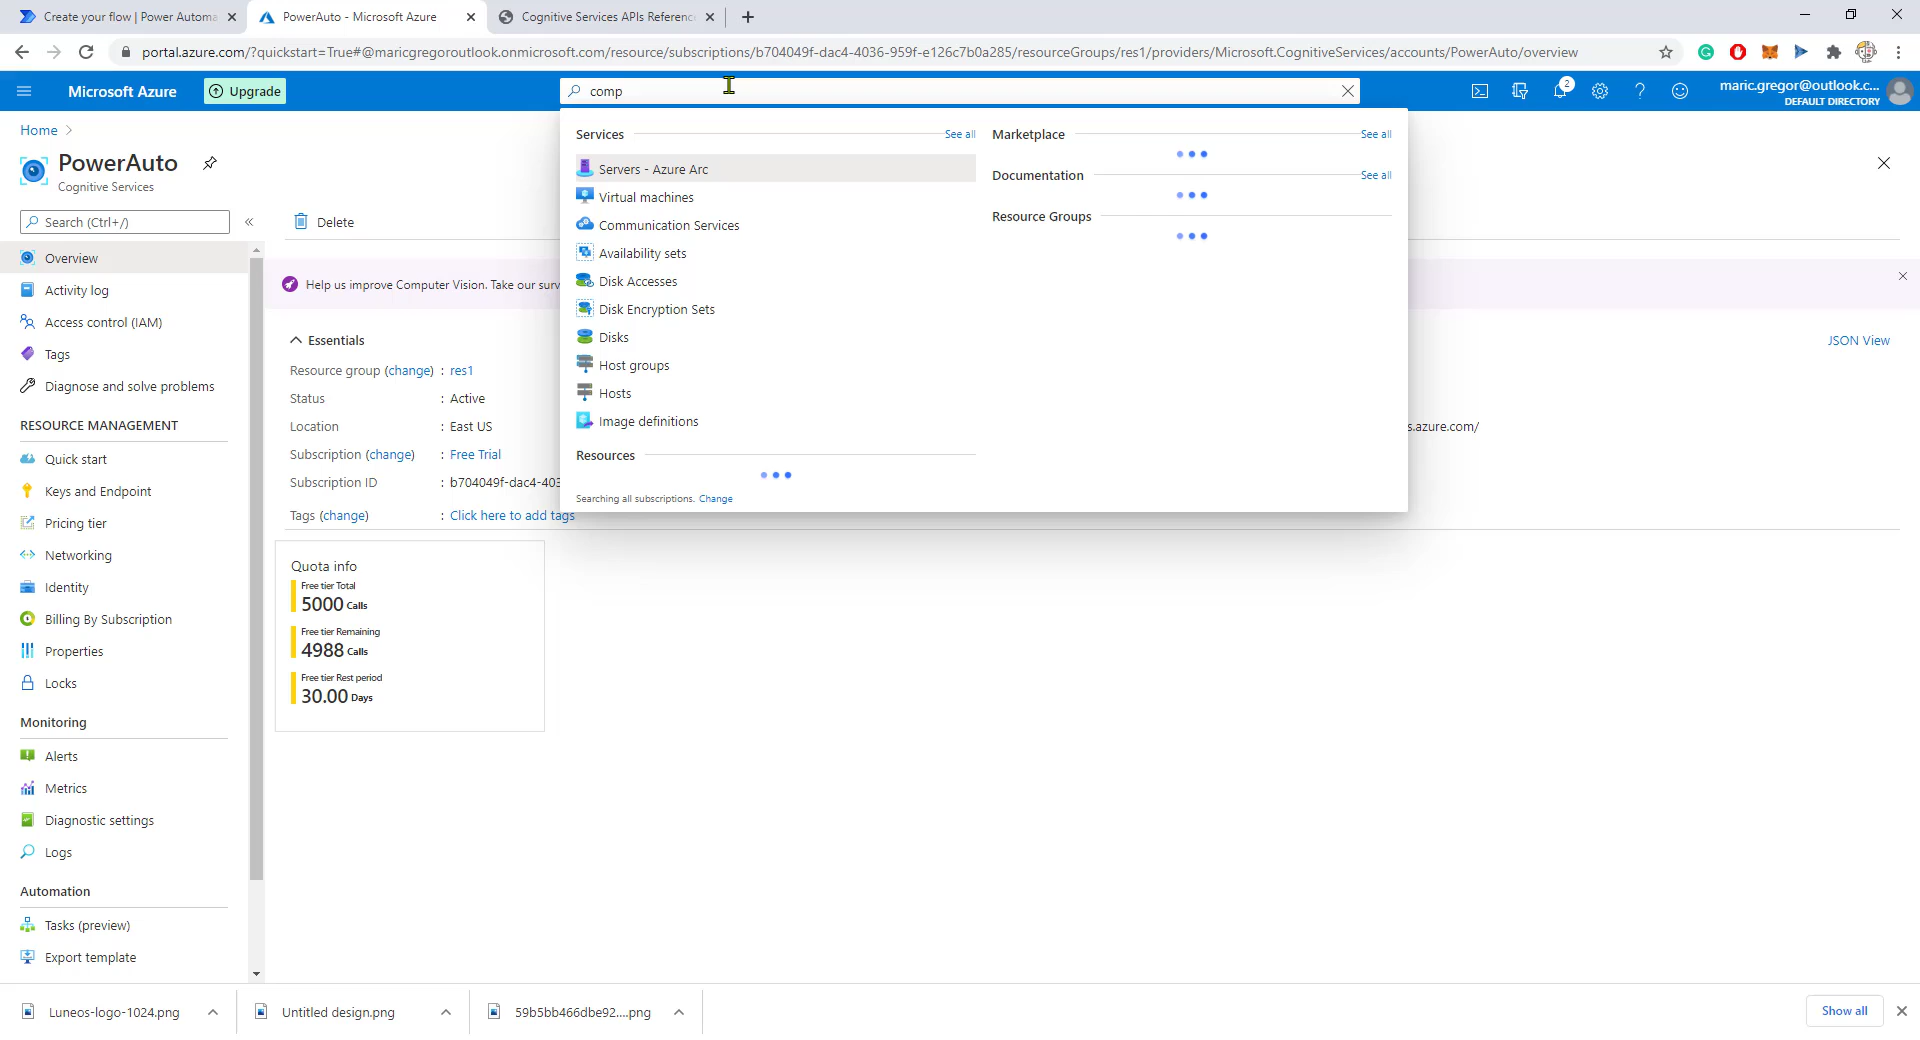 Create your flow | Power Automa
PowerAuto - Microsoft Azure
Cognitive Services APIs Referenc
portal.azure.com/?quickstart=True#@maricgregoroutlook.onmicrosoft.com/resource/subscriptions/b704049f-dac4-4036-959f-e126c7b0a285/resourceGroups/res1/providers/Microsoft.CognitiveServices/accounts/PowerAuto/overview
Microsoft Azure
Upgrade
comp
2
maric.gregor@outlook.c...
DEFAULT DIRECTORY
Home
PowerAuto
Cognitive Services
Search (Ctrl+/)
«
Overview
Activity log
Access control (IAM)
Tags
Diagnose and solve problems
RESOURCE MANAGEMENT
Quick start
Keys and Endpoint
Pricing tier
Networking
Identity
Billing By Subscription
Properties
Locks
Monitoring
Alerts
Metrics
Diagnostic settings
Logs
Automation
Tasks (preview)
Export template
Delete
Help us improve Computer Vision. Take our surv
Essentials
JSON View
Resource group (change) : res1
Status : Active
Location : East US
Subscription (change) : Free Trial
Subscription ID : b704049f-dac4-403
Tags (change) : Click here to add tags
s.azure.com/
Quota info
Free tier Total
5000 Calls
Free tier Remaining
4988 Calls
Free tier Rest period
30.00 Days
Services
See all
Servers - Azure Arc
Virtual machines
Communication Services
Availability sets
Disk Accesses
Disk Encryption Sets
Disks
Host groups
Hosts
Image definitions
Resources
Searching all subscriptions. Change
Marketplace
See all
Documentation
See all
Resource Groups
Luneos-logo-1024.png
Untitled design.png
59b5bb466dbe92....png
Show all